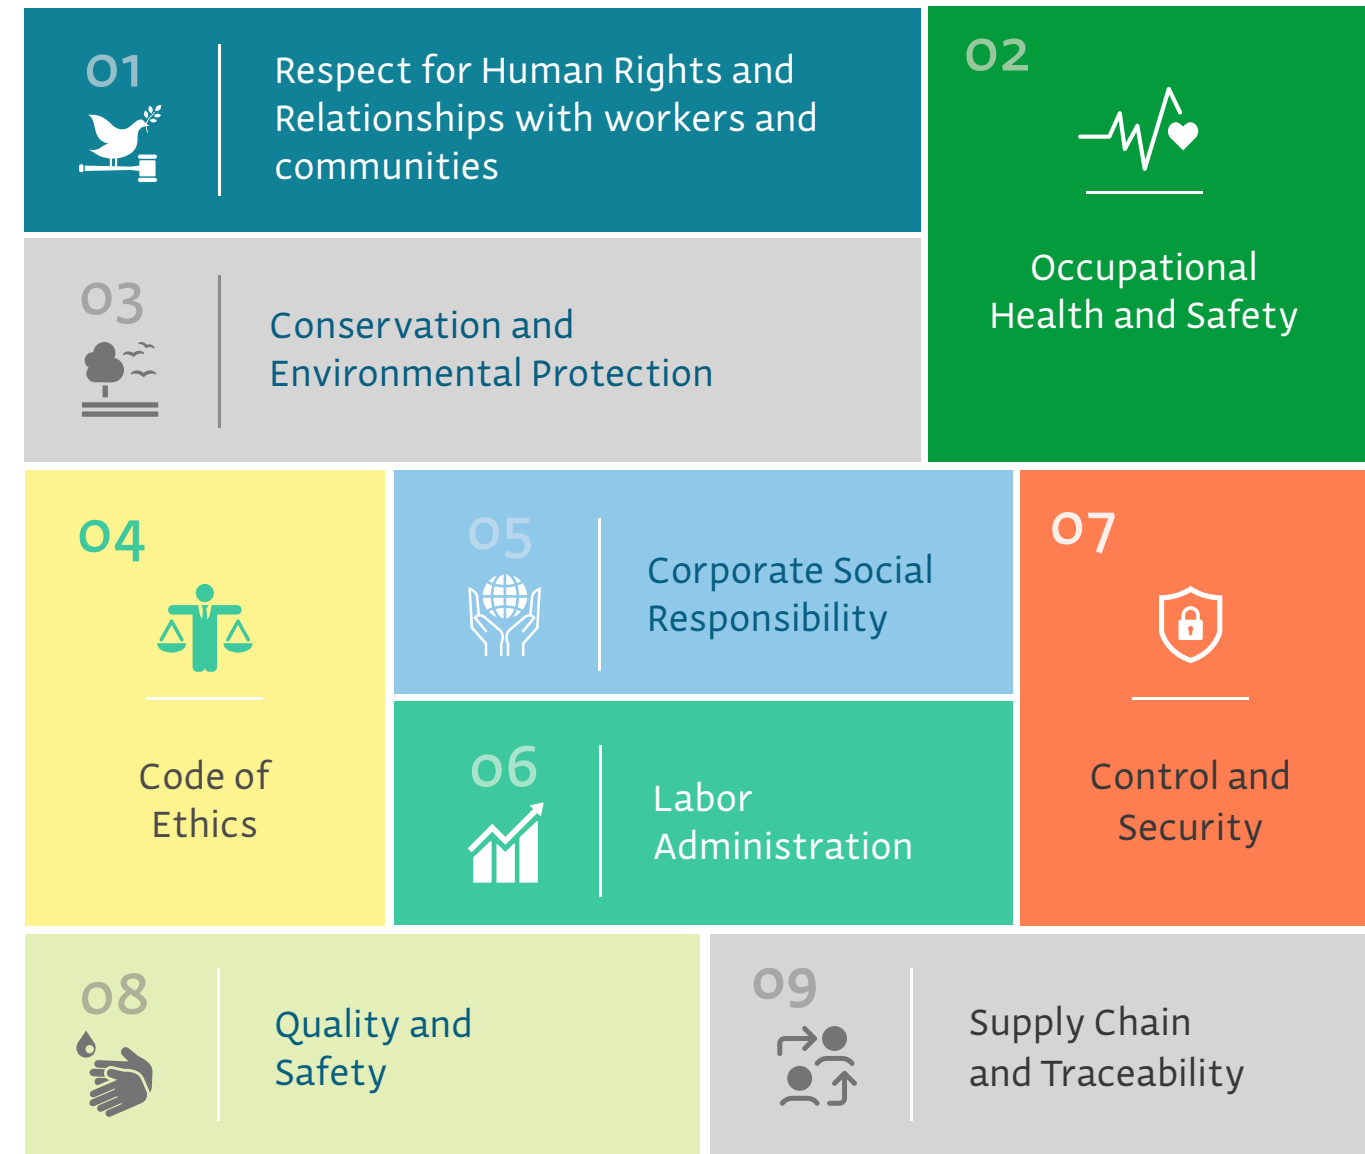 01
Respect for Human Rights and
Relationships with workers and
communities
02
Occupational
Health and Safety
03
Conservation and
Environmental Protection
04
Code of
Ethics
05
Corporate Social
Responsibility
06
Labor
Administration
07
Control and
Security
08
Quality and
Safety
09
Supply Chain
and Traceability